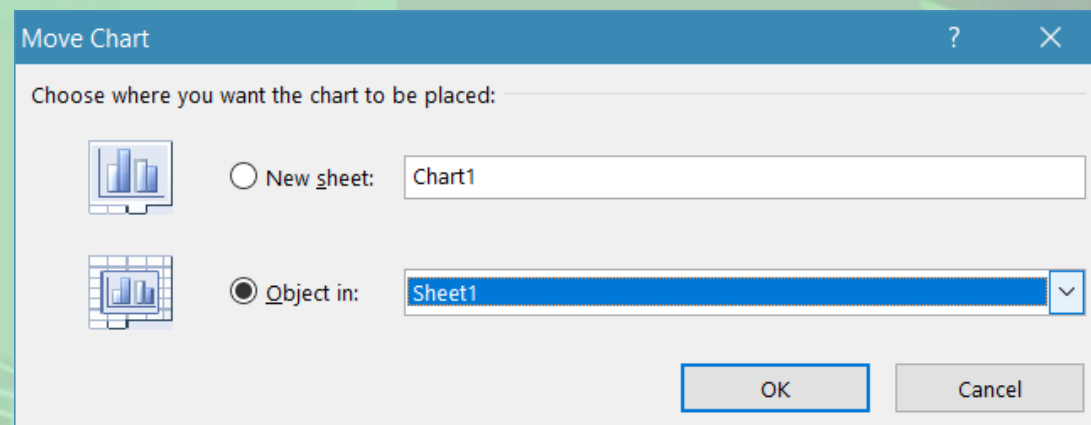 Move Chart ?
Choose where you want the chart to be placed:
New sheet: Chart1
Object in: Sheet1
OK Cancel